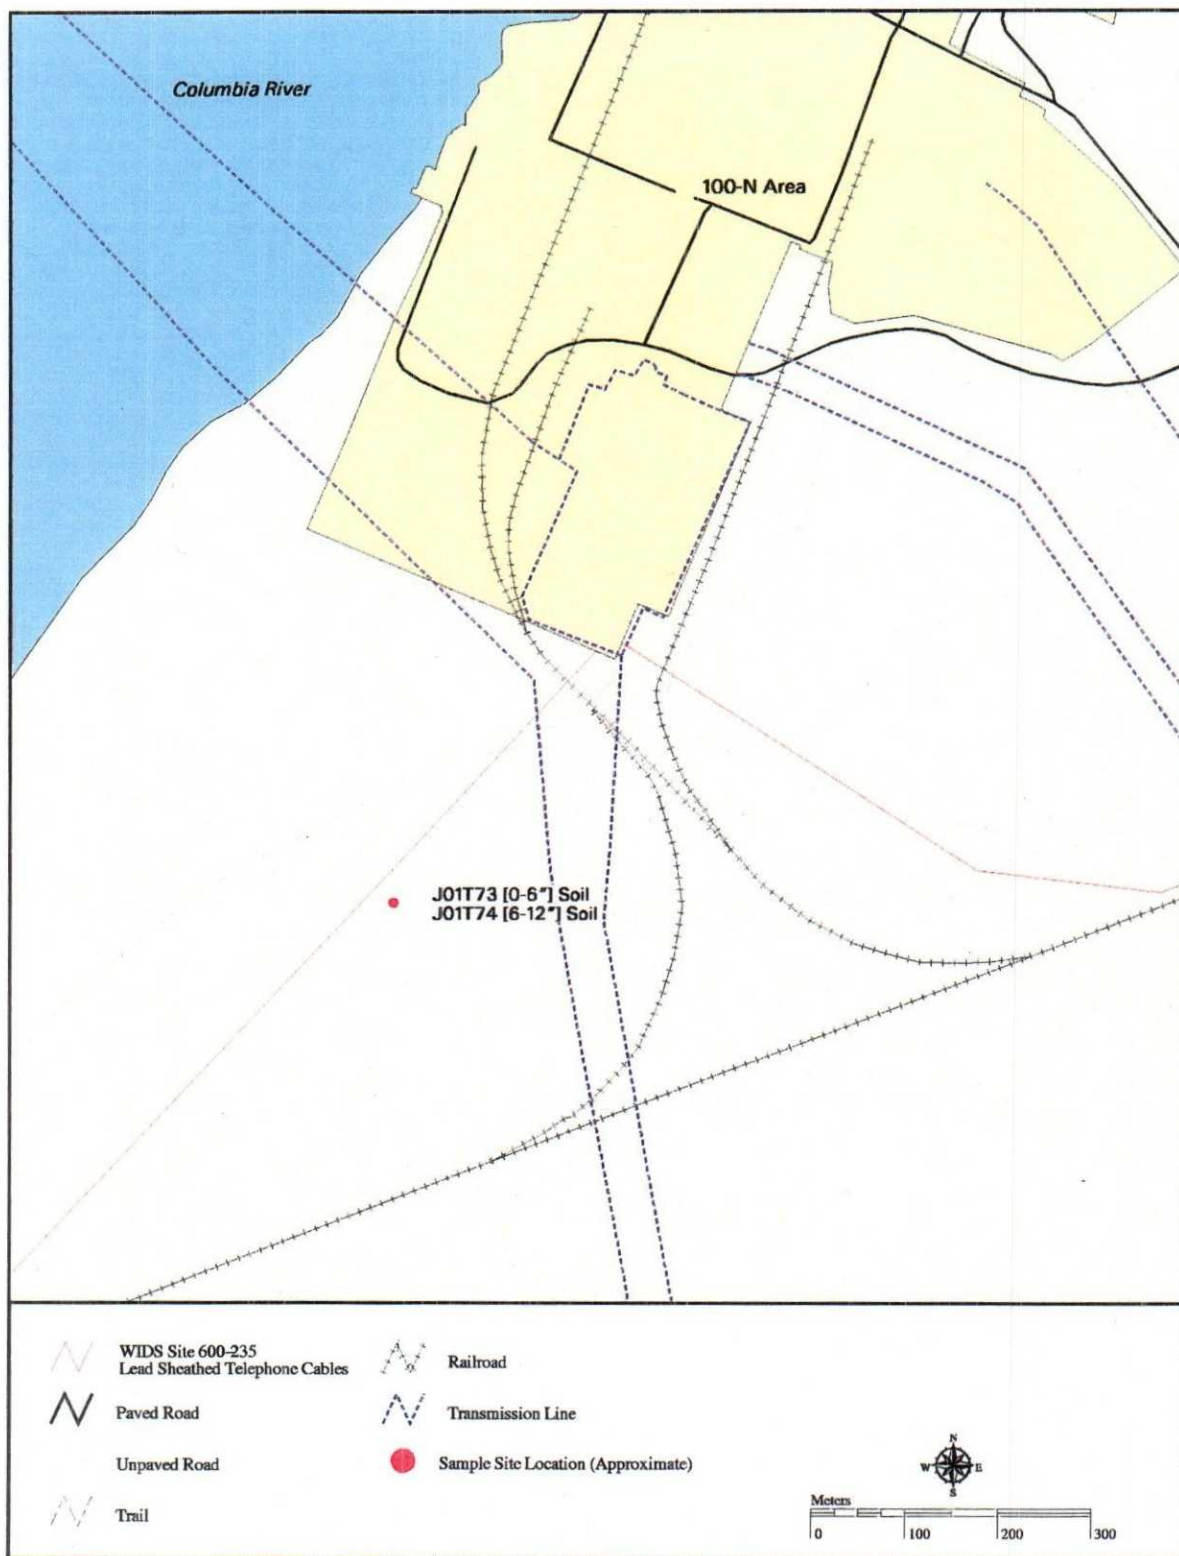 Columbia River
100-N Area
J01T73 [0-6"] Soil
J01T74 [6-12"] Soil
WIDS Site 600-235
Lead Sheathed Telephone Cables
Railroad
Paved Road
Transmission Line
Unpaved Road
Sample Site Location (Approximate)
Trail
N
W E
S
Meters
0 100 200 300